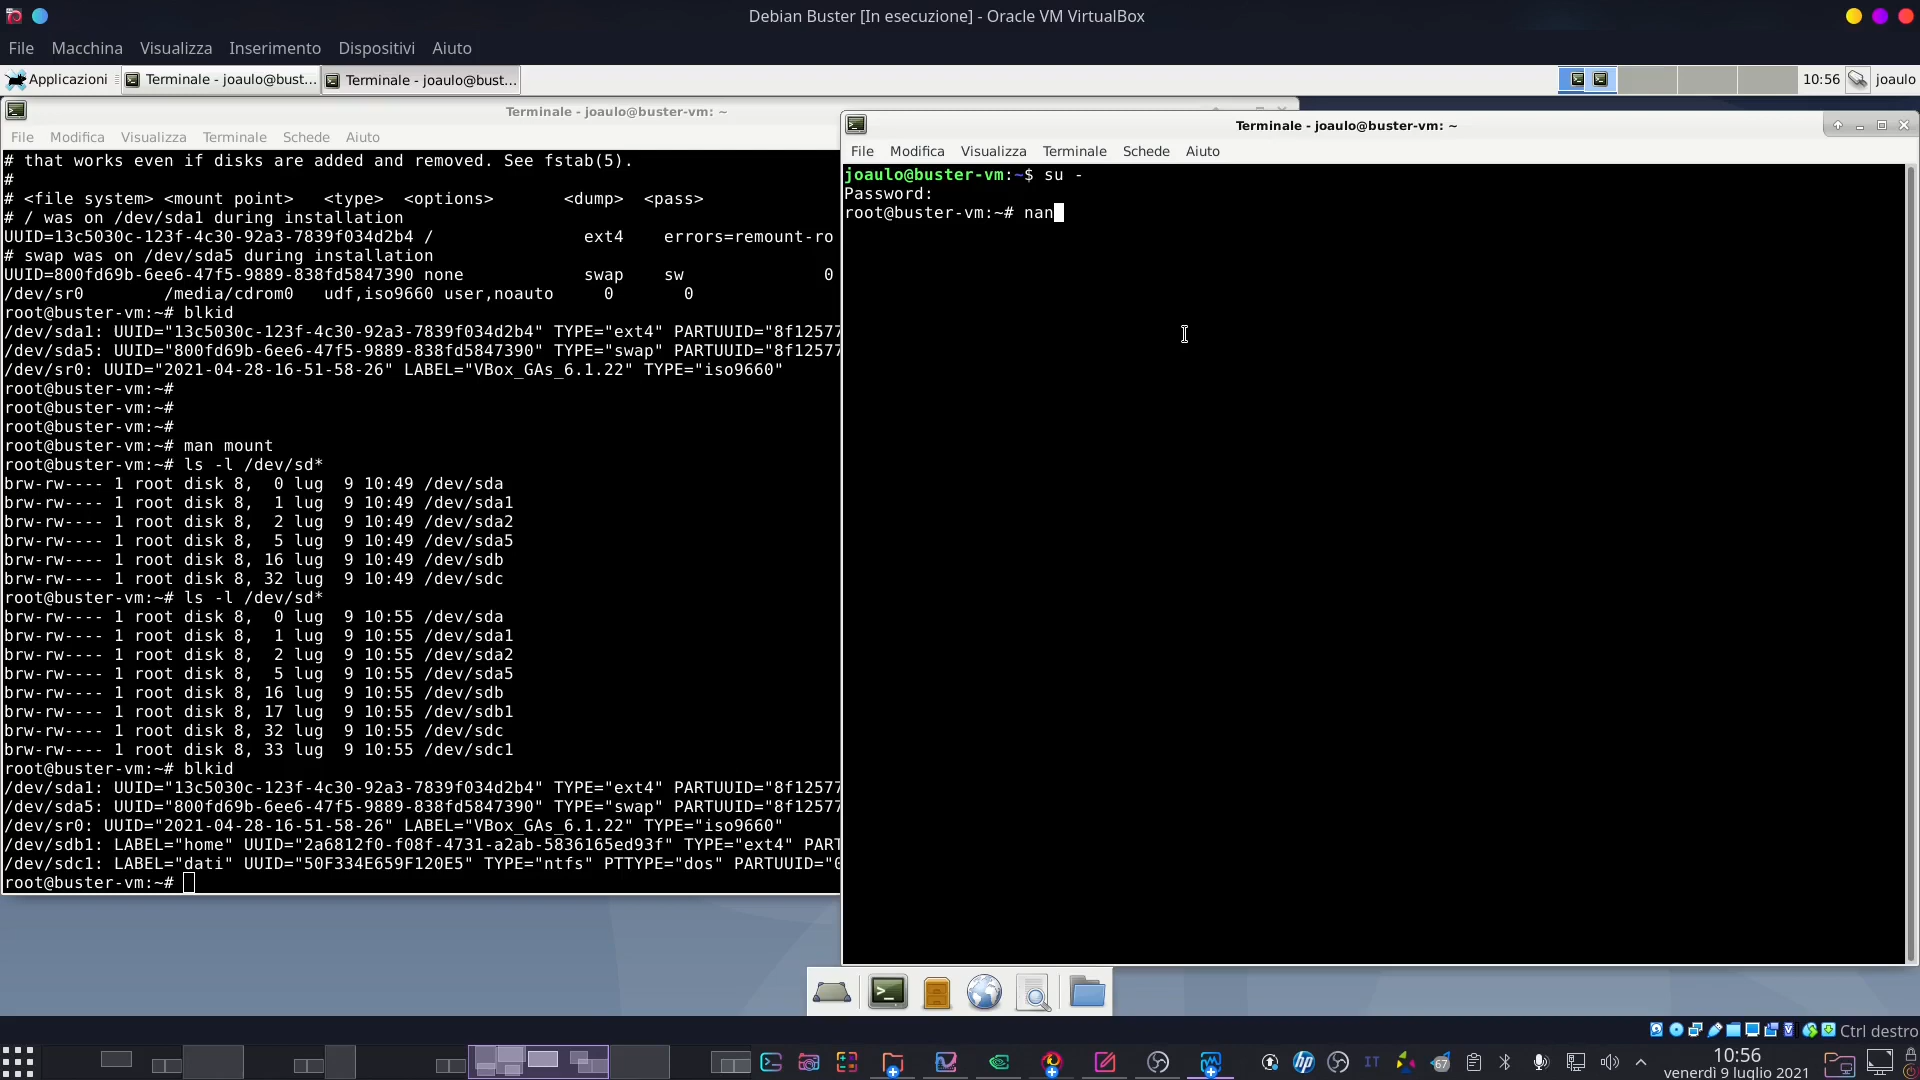 Debian Buster [In esecuzione] - Oracle VM VirtualBox
File Macchina Visualizza Inserimento Dispositivi Aiuto
Applicazioni Terminale - joaulo@bust... Terminale - joaulo@bust... 10:56 joaulo
Terminale - joaulo@buster-vm: ~
File Modifica Visualizza Terminale Schede Aiuto
# that works even if disks are added and removed. See fstab(5).
#
# <file system> <mount point>   <type>  <options>       <dump>  <pass>
# / was on /dev/sda1 during installation
UUID=13c5030c-123f-4c30-92a3-7839f034d2b4 /               ext4    errors=remount-ro
# swap was on /dev/sda5 during installation
UUID=800fd69b-6ee6-47f5-9889-838fd5847390 none            swap    sw              0
/dev/sr0        /media/cdrom0   udf,iso9660 user,noauto     0       0
root@buster-vm:~# blkid
/dev/sda1: UUID="13c5030c-123f-4c30-92a3-7839f034d2b4" TYPE="ext4" PARTUUID="8f12577
/dev/sda5: UUID="800fd69b-6ee6-47f5-9889-838fd5847390" TYPE="swap" PARTUUID="8f12577
/dev/sr0: UUID="2021-04-28-16-51-58-26" LABEL="VBox_GAs_6.1.22" TYPE="iso9660"
root@buster-vm:~#
root@buster-vm:~#
root@buster-vm:~#
root@buster-vm:~# man mount
root@buster-vm:~# ls -l /dev/sd*
brw-rw---- 1 root disk 8,  0 lug  9 10:49 /dev/sda
brw-rw---- 1 root disk 8,  1 lug  9 10:49 /dev/sda1
brw-rw---- 1 root disk 8,  2 lug  9 10:49 /dev/sda2
brw-rw---- 1 root disk 8,  5 lug  9 10:49 /dev/sda5
brw-rw---- 1 root disk 8, 16 lug  9 10:49 /dev/sdb
brw-rw---- 1 root disk 8, 32 lug  9 10:49 /dev/sdc
root@buster-vm:~# ls -l /dev/sd*
brw-rw---- 1 root disk 8,  0 lug  9 10:55 /dev/sda
brw-rw---- 1 root disk 8,  1 lug  9 10:55 /dev/sda1
brw-rw---- 1 root disk 8,  2 lug  9 10:55 /dev/sda2
brw-rw---- 1 root disk 8,  5 lug  9 10:55 /dev/sda5
brw-rw---- 1 root disk 8, 16 lug  9 10:55 /dev/sdb
brw-rw---- 1 root disk 8, 17 lug  9 10:55 /dev/sdb1
brw-rw---- 1 root disk 8, 32 lug  9 10:55 /dev/sdc
brw-rw---- 1 root disk 8, 33 lug  9 10:55 /dev/sdc1
root@buster-vm:~# blkid
/dev/sda1: UUID="13c5030c-123f-4c30-92a3-7839f034d2b4" TYPE="ext4" PARTUUID="8f12577
/dev/sda5: UUID="800fd69b-6ee6-47f5-9889-838fd5847390" TYPE="swap" PARTUUID="8f12577
/dev/sr0: UUID="2021-04-28-16-51-58-26" LABEL="VBox_GAs_6.1.22" TYPE="iso9660"
/dev/sdb1: LABEL="home" UUID="2a6812f0-f08f-4731-a2ab-5836165ed93f" TYPE="ext4" PART
/dev/sdc1: LABEL="dati" UUID="50F334E659F120E5" TYPE="ntfs" PTTYPE="dos" PARTUUID="0
root@buster-vm:~#
Terminale - joaulo@buster-vm: ~
File Modifica Visualizza Terminale Schede Aiuto
joaulo@buster-vm:~$ su -
Password:
root@buster-vm:~# nan
Ctrl destro
IT 67 10:56
venerdì 9 luglio 2021